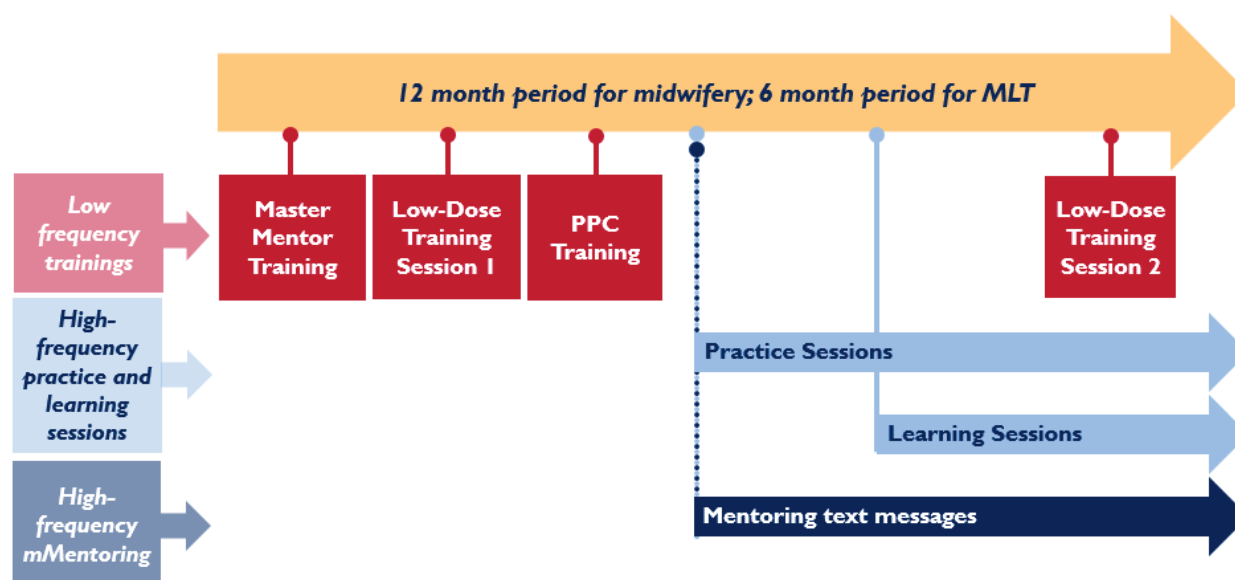 12 month period for midwifery; 6 month period for MLT
Low
frequency
trainings
Master
Mentor
Training
Low-Dose
Training
Session 1
PPC
Training
Low-Dose
Training
Session 2
High-
frequency
practice and
learning
sessions
Practice Sessions
Learning Sessions
High-
frequency
mMentoring
Mentoring text messages